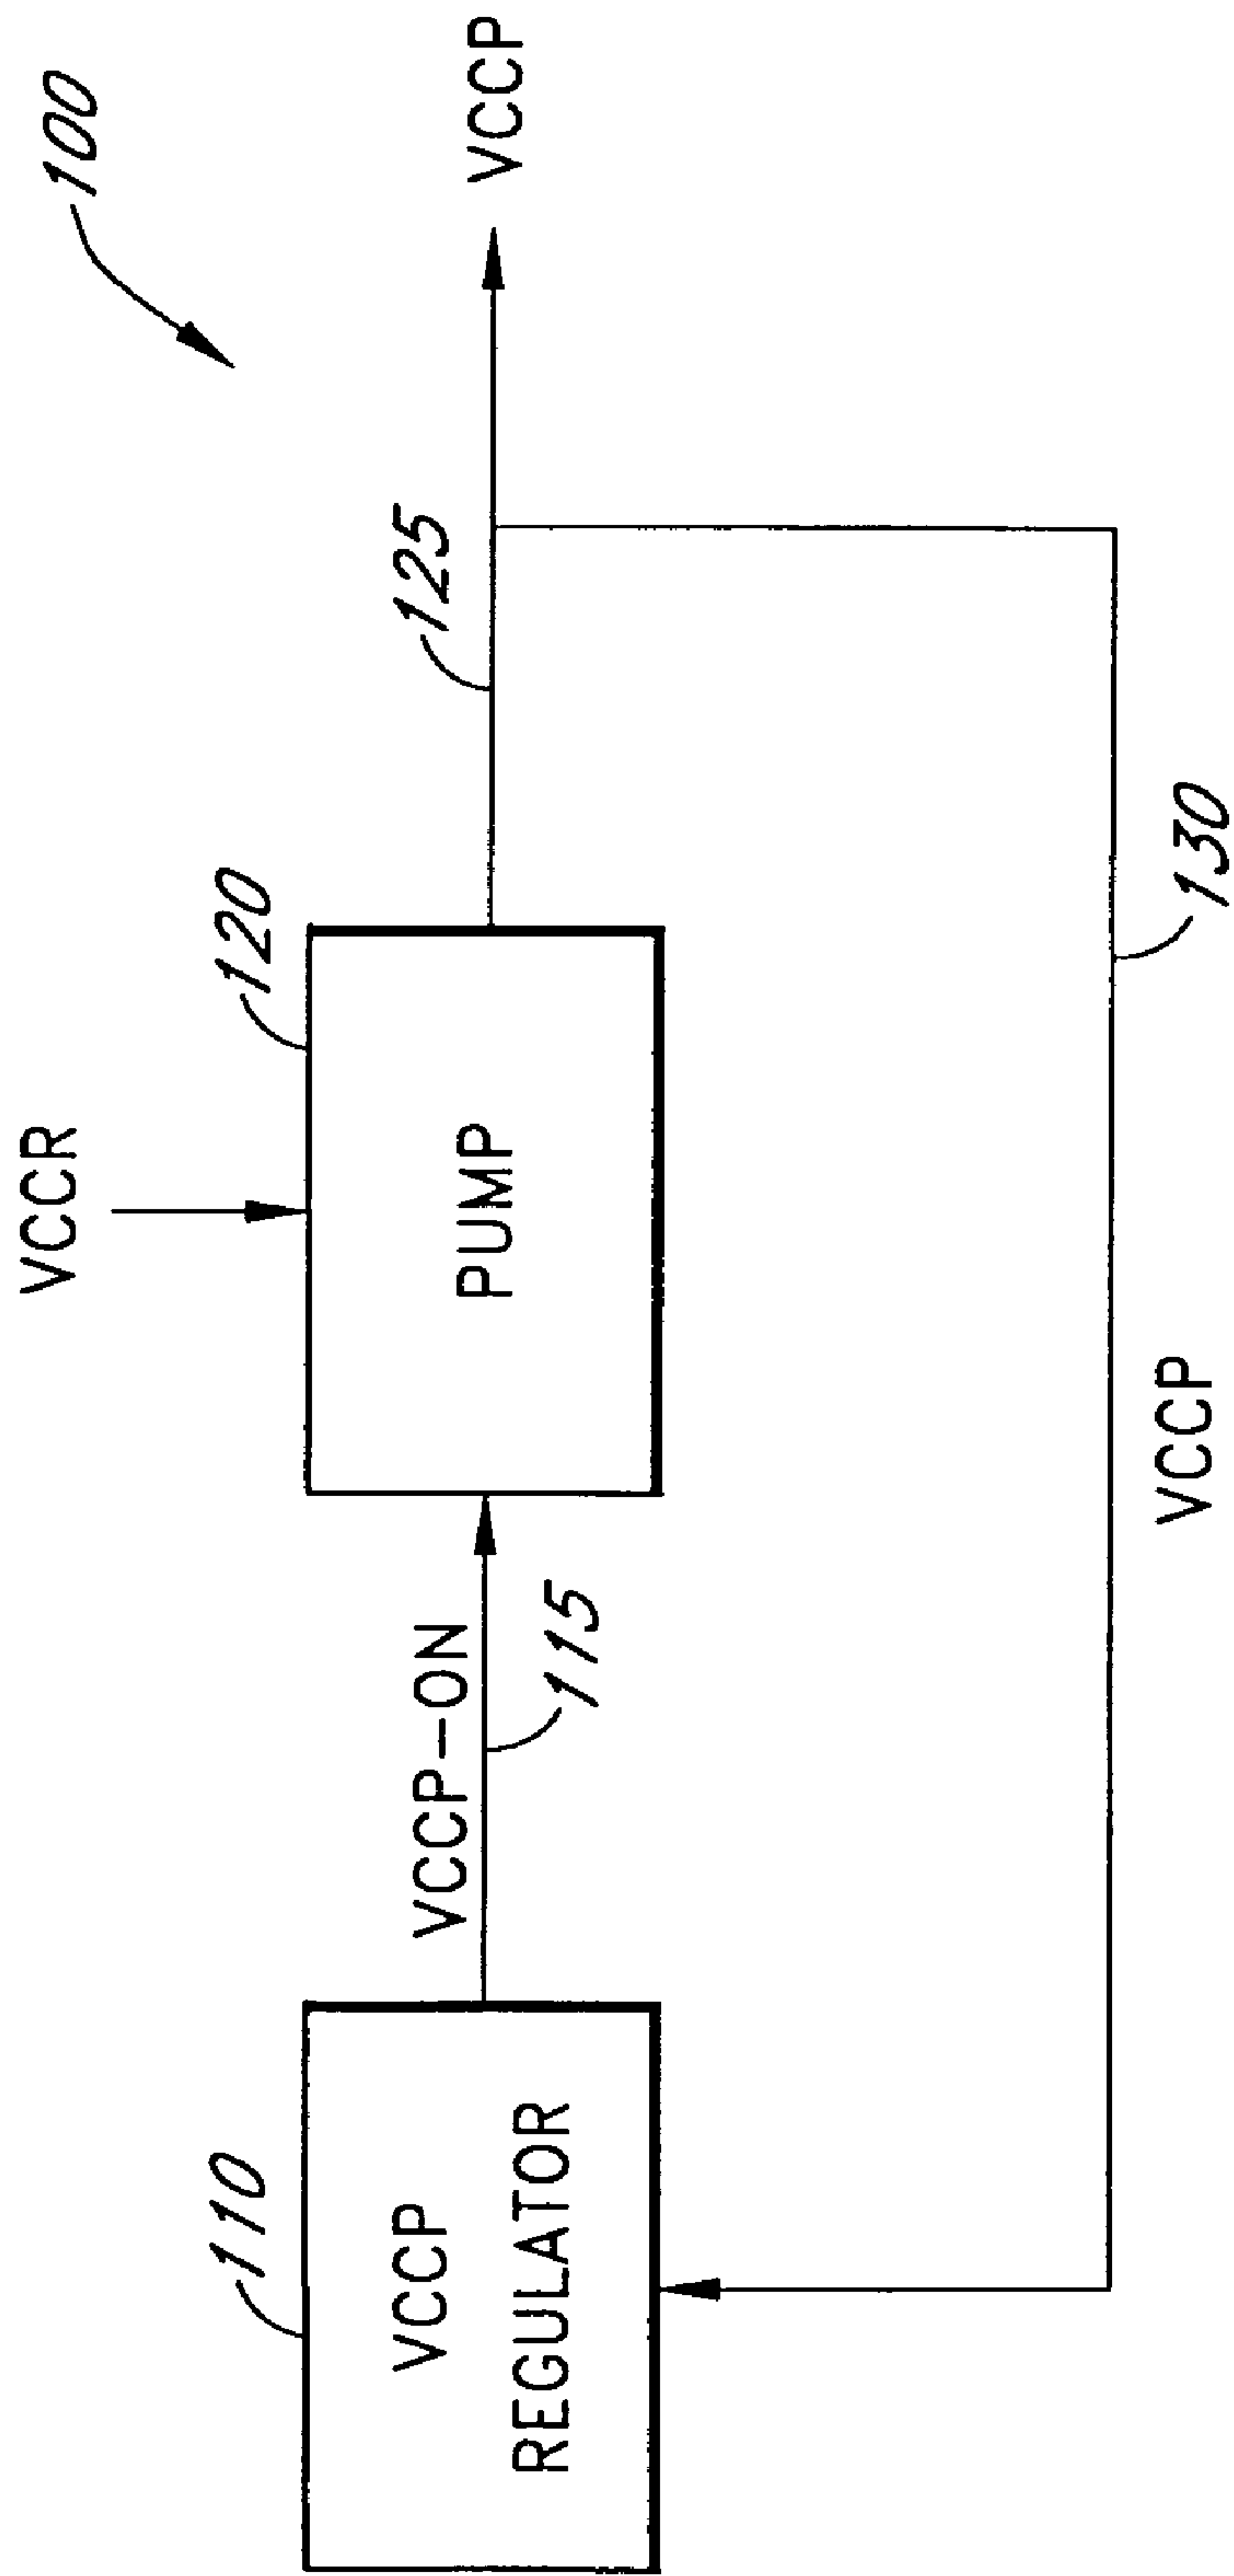 100
VCCR
110
120
125
VCCP-ON
VCCP
VCCP
REGULATOR
PUMP
115
130
VCCP